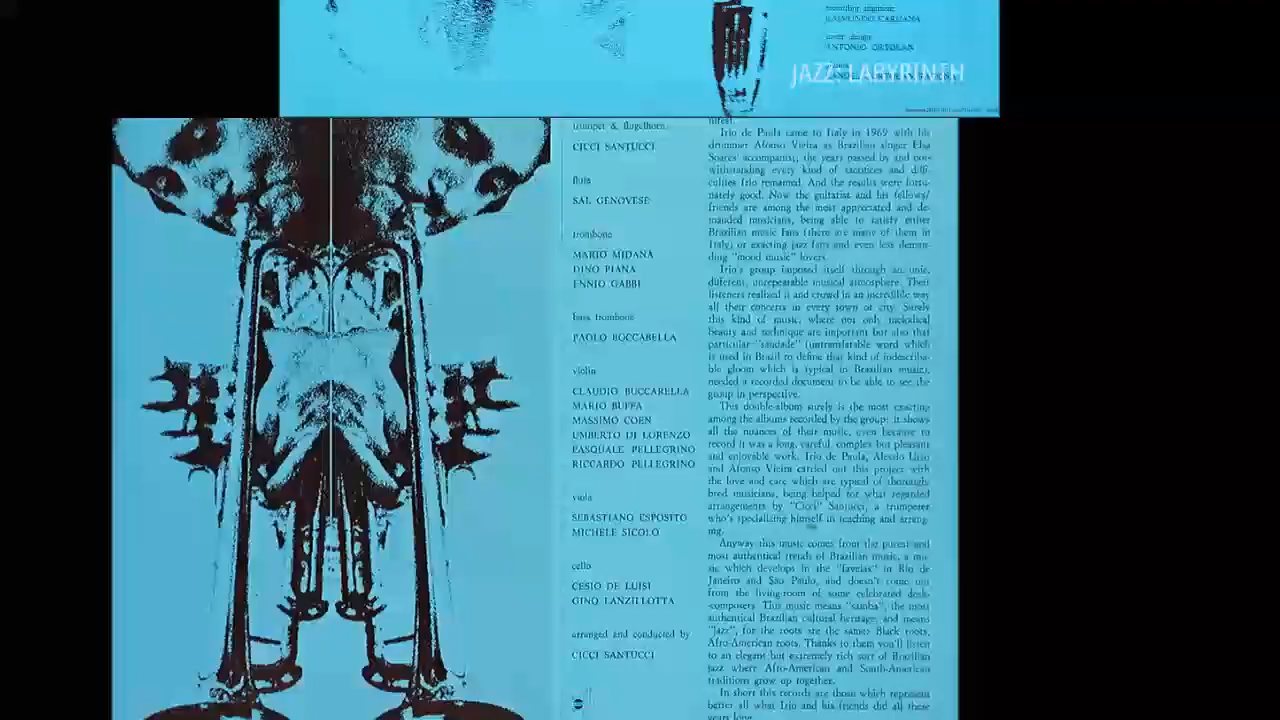 recording engineer
RAIMUNDO CARDANA
cover design
ANTONIO ORTOLAN
JAZZ-LABYRINTH
trumpet & flugelhorn
CICCI SANTUCCI
flute
SAL GENOVESE
trombone
MARIO MIDANA
DINO PIANA
ENNIO GABBI
bass trombone
PAOLO BOCCABELLA
violin
CLAUDIO BUCCARELLA
MARIO BUFFA
MASSIMO COEN
UMBERTO DI LORENZO
PASQUALE PELLEGRINO
RICCARDO PELLEGRINO
viola
SEBASTIANO ESPOSITO
MICHELE SICOLO
cello
CESIO DE LUISI
GINO LANZILLOTTA
arranged and conducted by
CICCI SANTUCCI
Irio de Paula came to Italy in 1969 with his
drummer Afonso Vieira as Brazilian singer Elsa
Soares' accompanist, the years passed by and not-
withstanding every kind of sacrifices and diffi-
culties Irio remained. And the results were fortu-
nately good. Now the guitarist and his fellows/
friends are among the most appreciated and de-
manded musicians, being able to satisfy either
Brazilian music fans (there are many of them in
Italy) or exacting jazz fans and even less deman-
ding "mood music" lovers.
Irio's group imposed itself through an unic,
different, unrepeatable musical atmosphere. Their
listeners realized it and crowd in an incredible way
all their concerts in every town or city. Surely
this kind of music, where not only melodical
Beauty and technique are important but also that
particular "saudade" (untranslatable word which
is used in Brasil to define that kind of indescriba-
ble gloom which is typical in Brazilian music),
needed a recorded document to be able to see the
group in perspective.
This double-album surely is the most exacting
among the albums recorded by the group: it shows
all the nuances of their music, even because to
record it was a long, careful, complex but pleasant
and enjoyable work. Irio de Paula, Alessio Urso
and Afonso Vieira carried out this project with
the love and care which are typical of thorough-
bred musicians, being helped for what regarded
arrangements by "Cicci" Santucci, a trumpeter
who's specializing himself in teaching and arrang-
ing.
Anyway this music comes from the purest and
most authentical trends of Brazilian music, a mu-
sic which develops in the "favelas" in Rio de
Janeiro and São Paulo, and doesn't come out
from the living-room of some celebrated desk-
-composers. This music means "samba", the most
authentical Brazilian cultural heritage, and means
"Jazz", for the roots are the same: Black roots,
Afro-American roots. Thanks to them you'll listen
to an elegant but extremely rich sort of Brazilian
jazz where Afro-American and South-American
traditions grow up together.
In short this records are those which represent
better all what Irio and his friends did all these
years long.